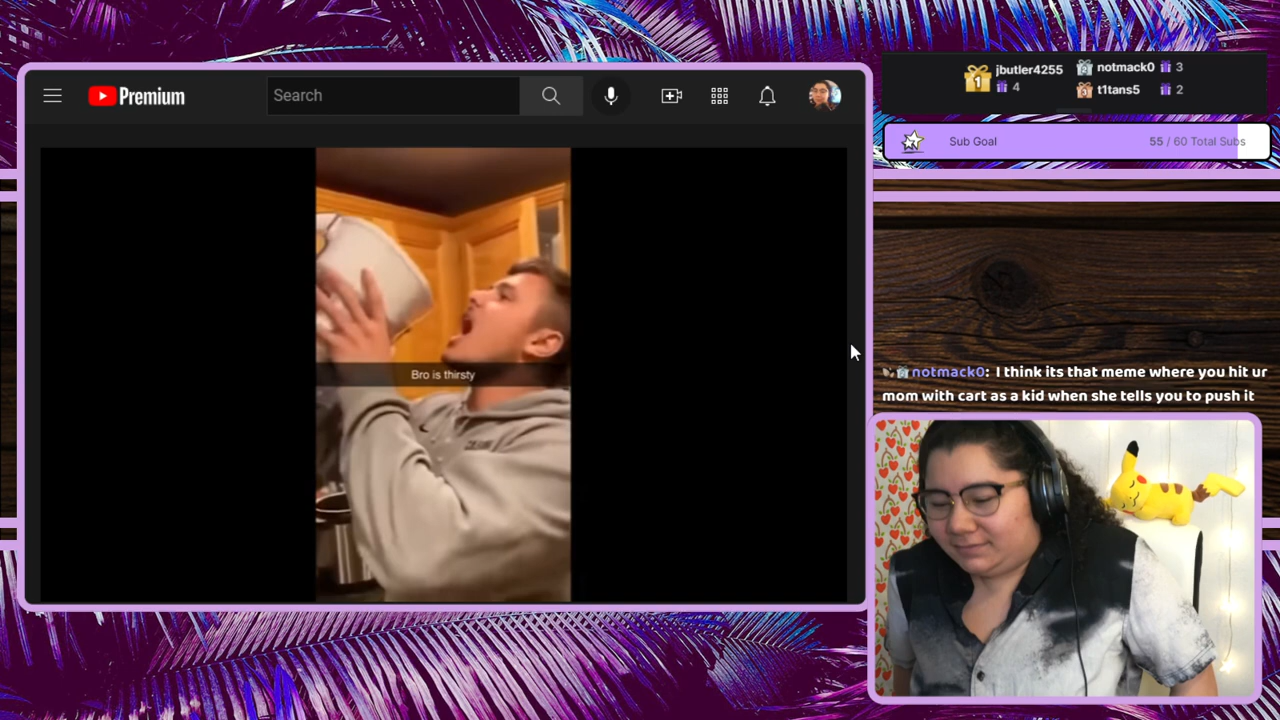 Premium
Search
jbutler4255
4
notmack0 3
t1tans5 2
1
Sub Goal
55 / 60 Total Subs
Bro is thirsty
notmack0: I think its that meme where you hit ur
mom with cart as a kid when she tells you to push it